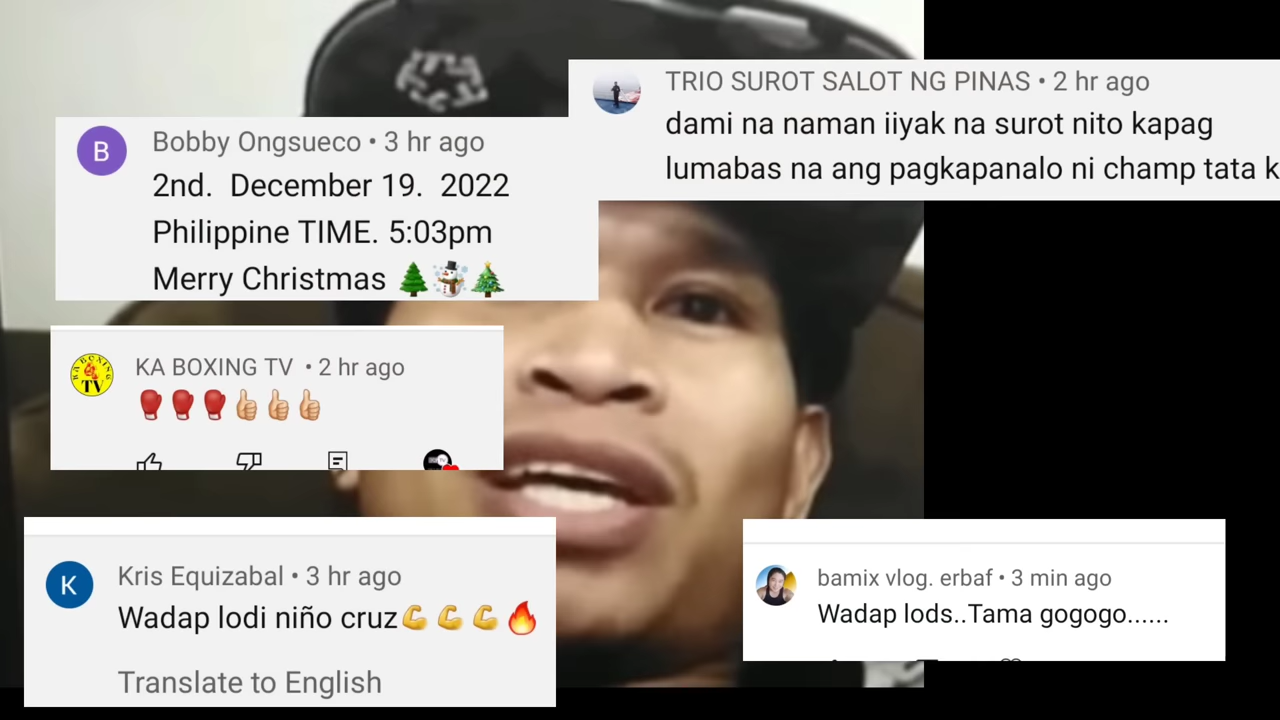 TRIO SUROT SALOT NG PINAS • 2 hr ago
dami na naman iiyak na surot nito kapag
lumabas na ang pagkapanalo ni champ tata k
B
Bobby Ongsueco • 3 hr ago
2nd. December 19. 2022
Philippine TIME. 5:03pm
Merry Christmas 🌲☃️🎄
KA BOXING TV
KA BOXING TV • 2 hr ago
🥊🥊🥊👍🏼👍🏼👍🏼
K
Kris Equizabal • 3 hr ago
Wadap lodi niño cruz💪💪💪🔥
Translate to English
bamix vlog. erbaf • 3 min ago
Wadap lods..Tama gogogo......